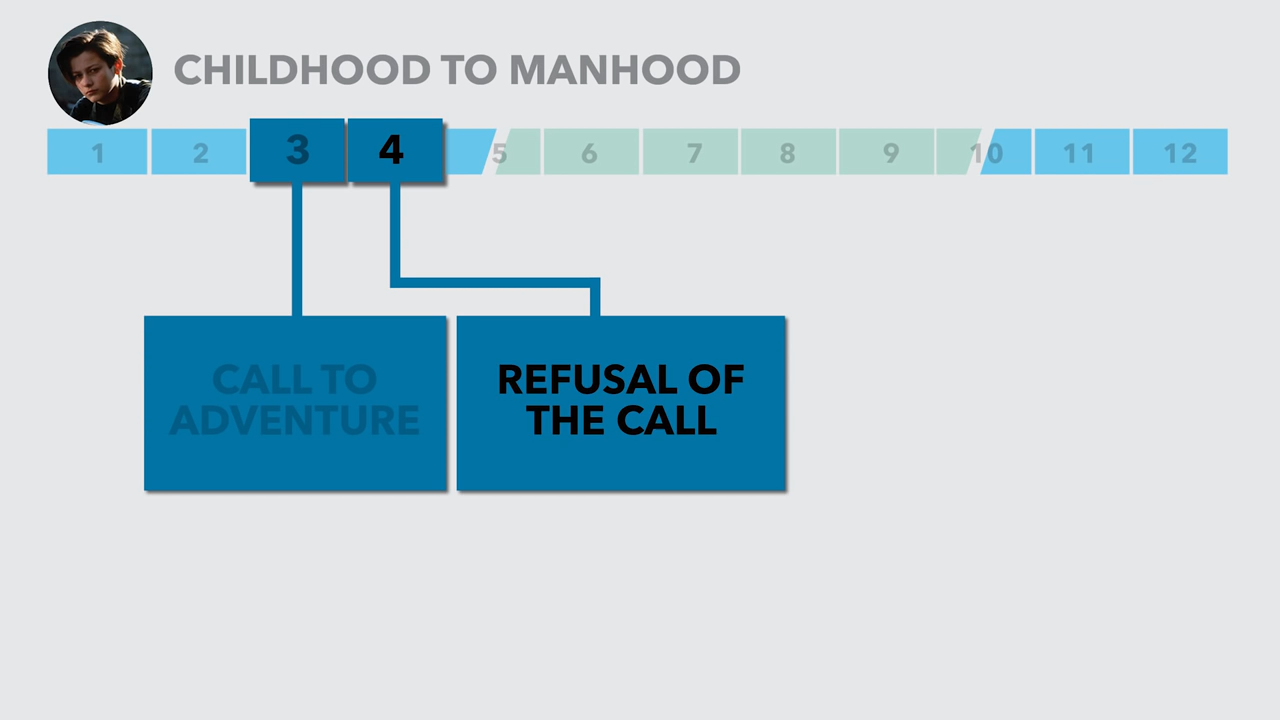 CHILDHOOD TO MANHOOD
1 2 3 4 5 6 7 8 9 10 11 12
CALL TO
ADVENTURE
REFUSAL OF
THE CALL